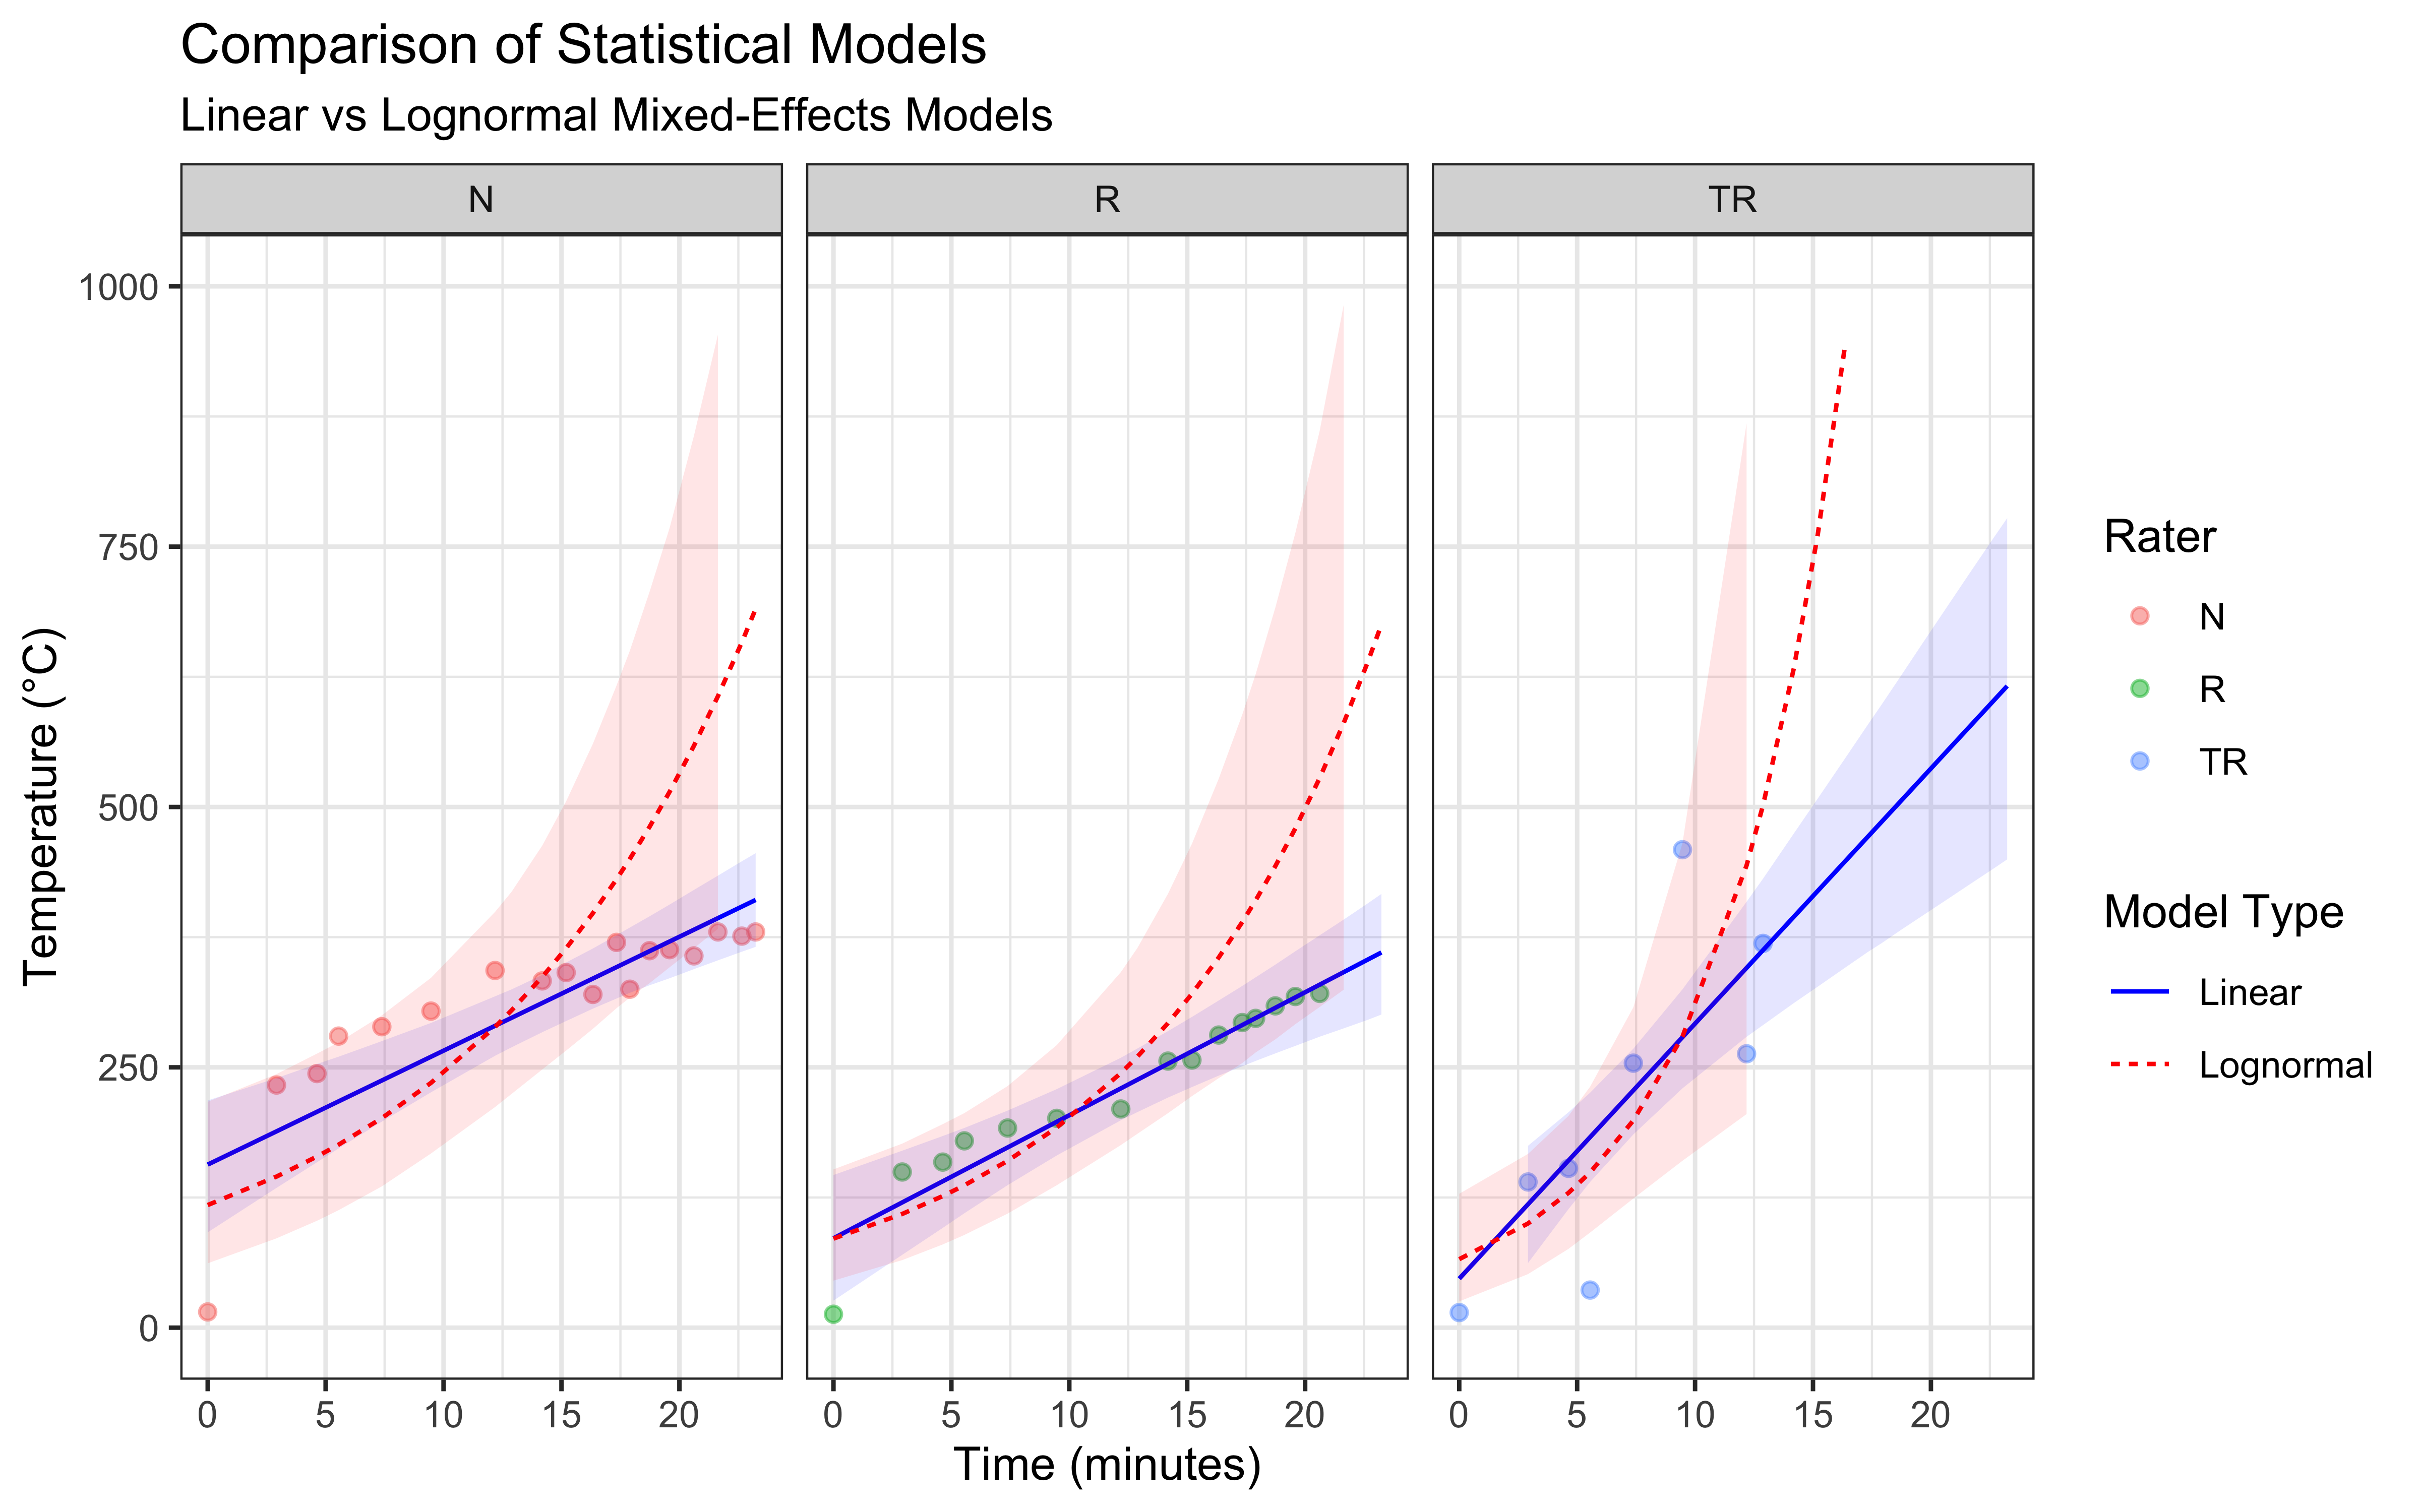 Comparison of Statistical Models
Linear vs Lognormal Mixed-Effects Models
N
R
TR
1000
750
500
250
0
Temperature (°C)
0 5 10 15 20
0 5 10 15 20
0 5 10 15 20
Time (minutes)
Rater
N
R
TR
Model Type
Linear
Lognormal